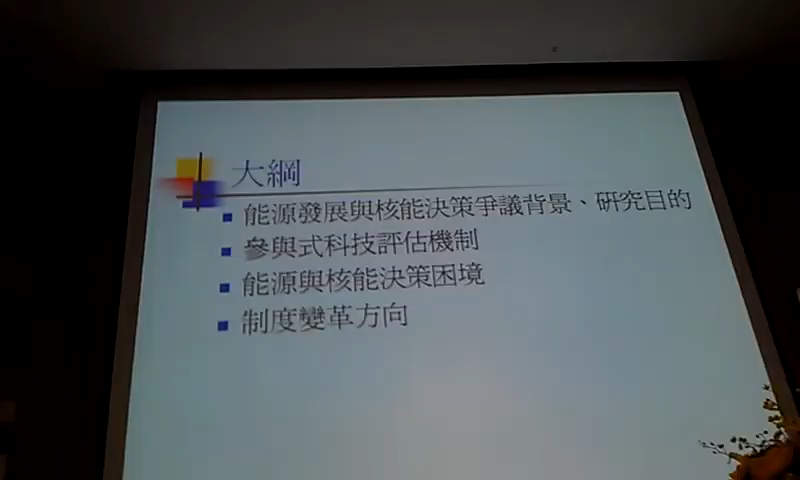 大綱
能源發展與核能決策爭議背景、研究目的
參與式科技評估機制
能源與核能決策困境
制度變革方向